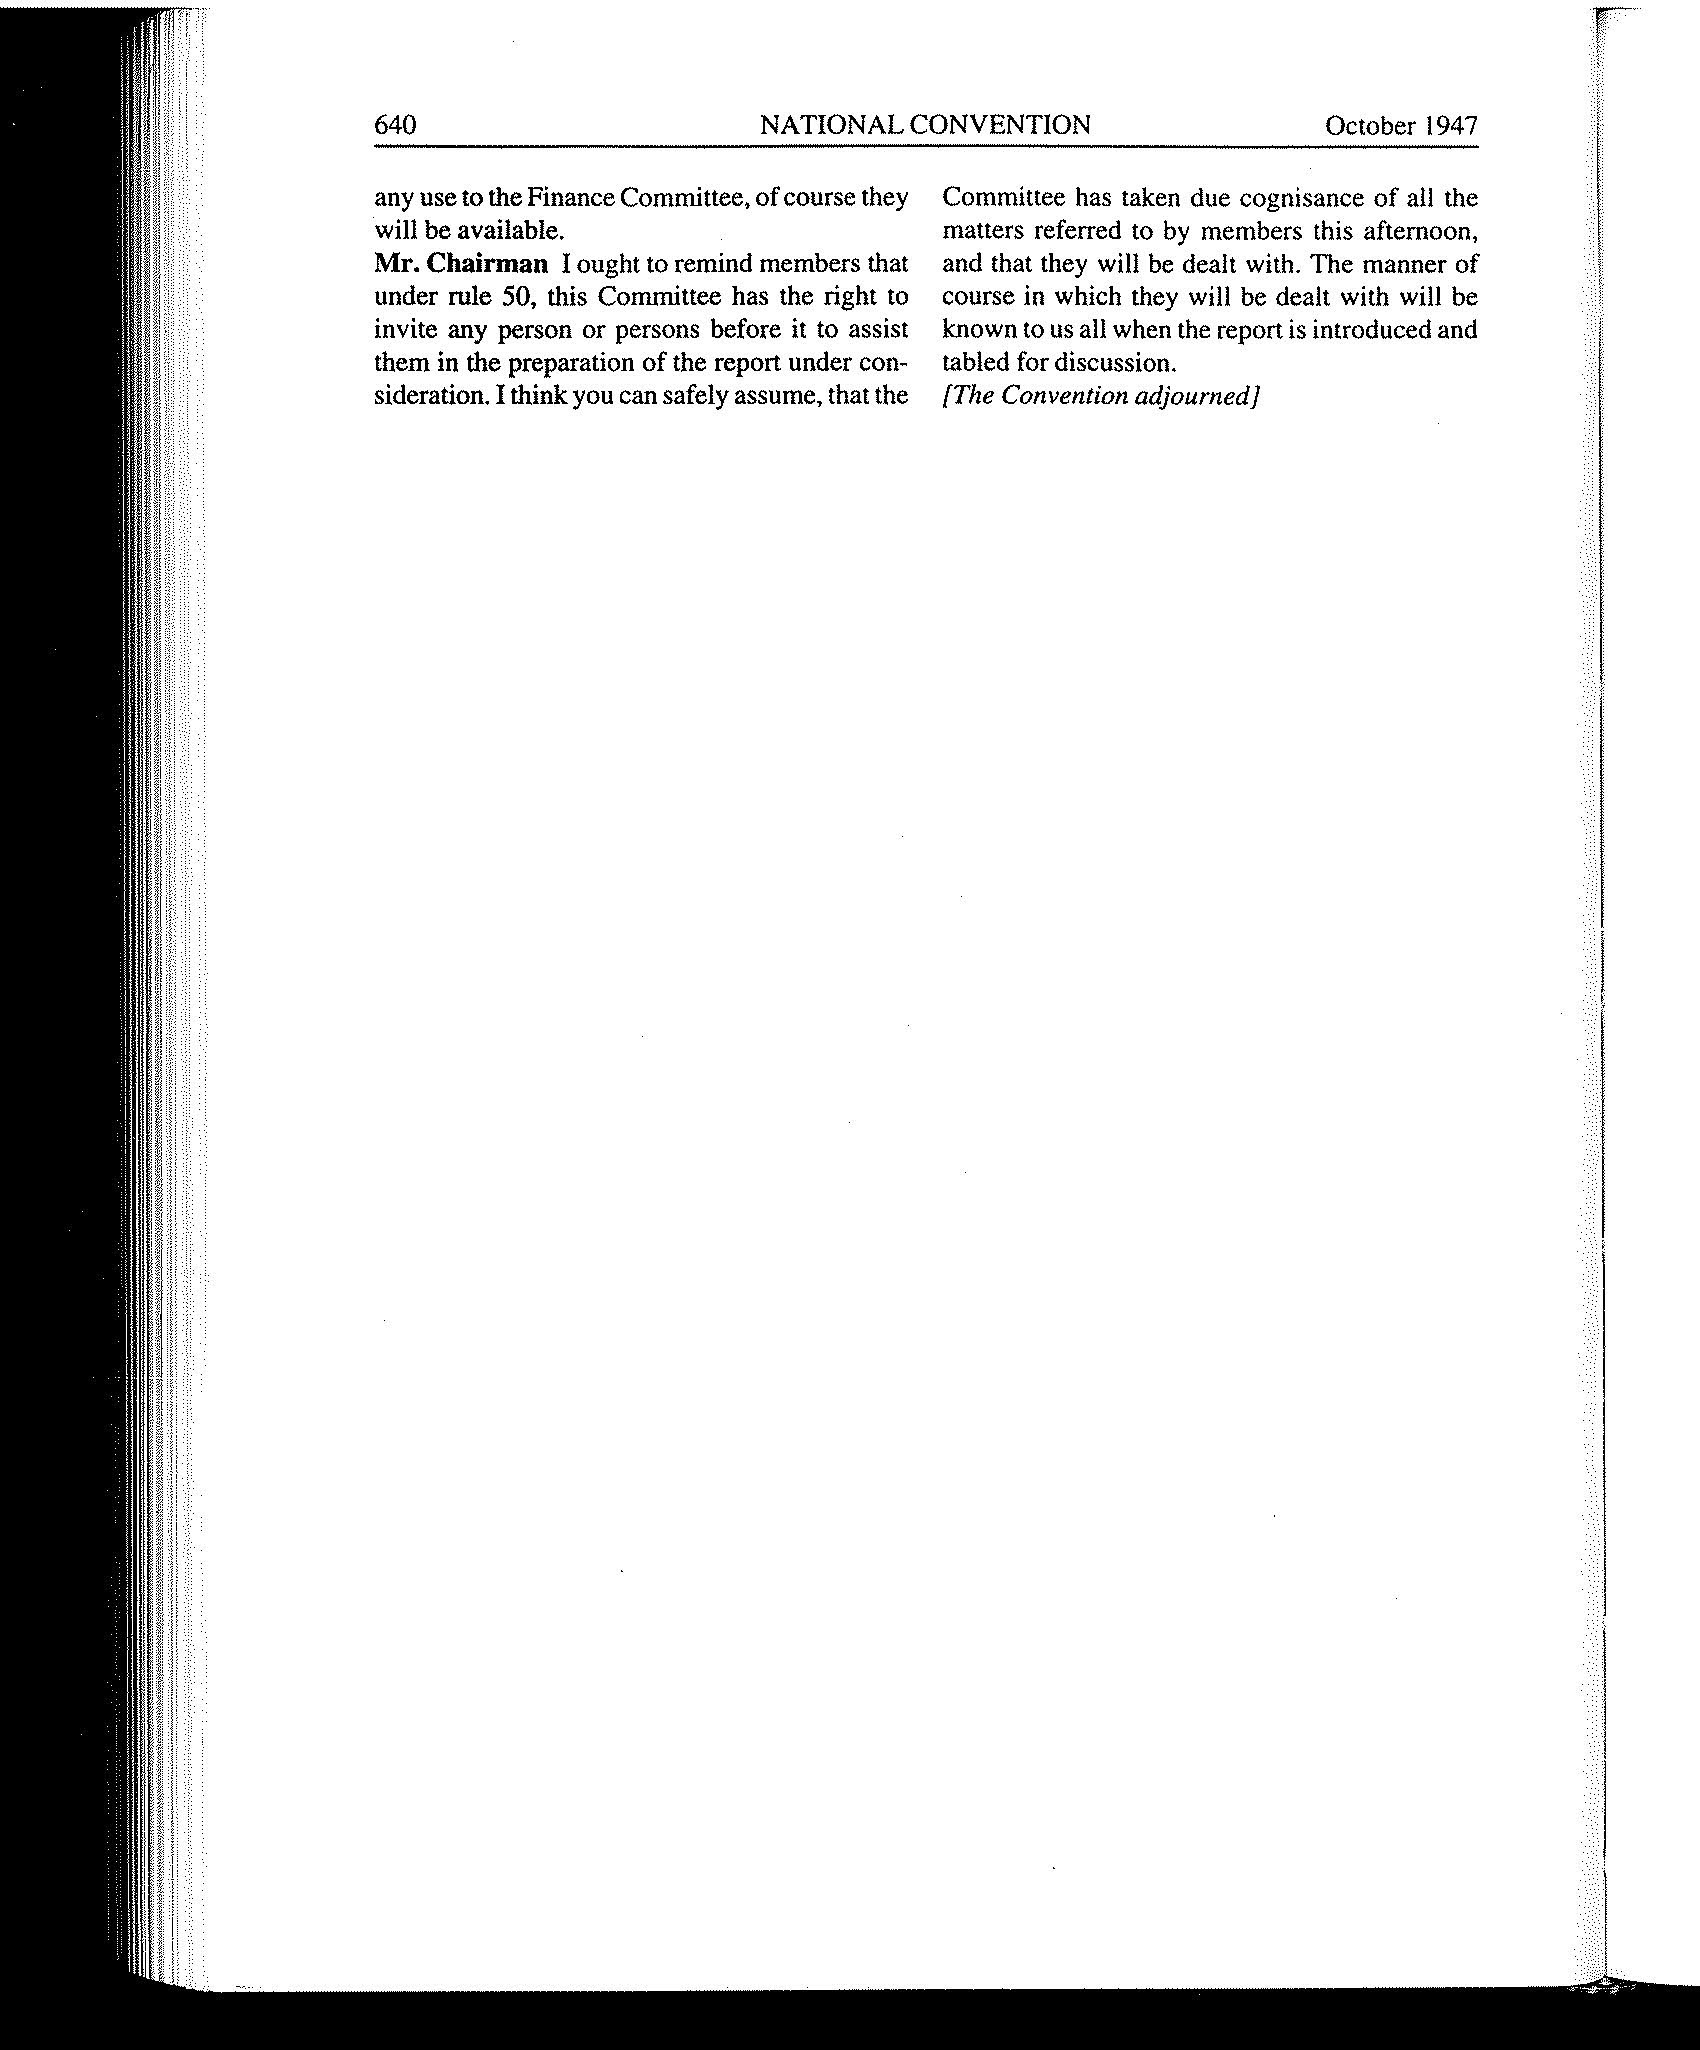 640 NATIONAL CONVENTION October 1947
any use to the Finance Committee, of course they
will be available.
Mr. Chairman I ought to remind members that
under rule 50, this Committee has the right to
invite any person or persons before it to assist
them in the preparation of the report under con-
sideration. I think you can safely assume, that the
Committee has taken due cognisance of all the
matters referred to by members this afternoon,
and that they will be dealt with. The manner of
course in which they will be dealt with will be
known to us all when the report is introduced and
tabled for discussion.
[The Convention adjourned]